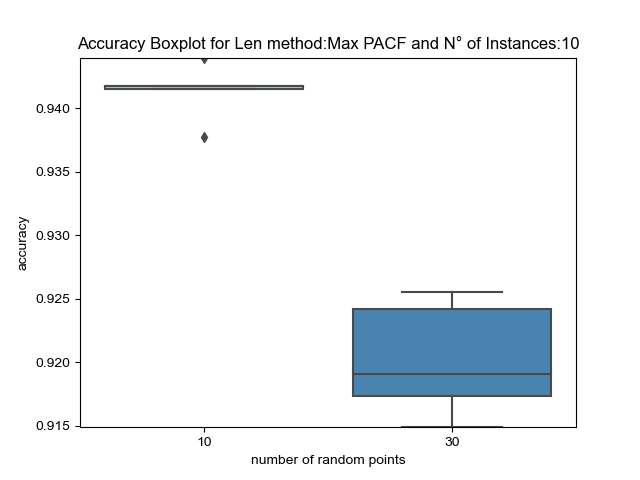 Accuracy Boxplot for Len method:Max PACF and N° of Instances:10
0.940
0.935
0.930
0.925
0.920
0.915
accuracy
10
30
number of random points